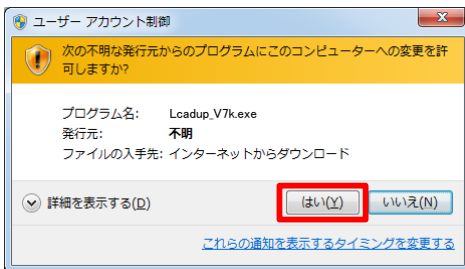 ユーザー アカウント制御
次の不明な発行元からのプログラムにこのコンピューターへの変更を許
可しますか?
プログラム名: Lcadup_V7k.exe
発行元: 不明
ファイルの入手先: インターネットからダウンロード
詳細を表示する(D) はい(Y) いいえ(N)
これらの通知を表示するタイミングを変更する